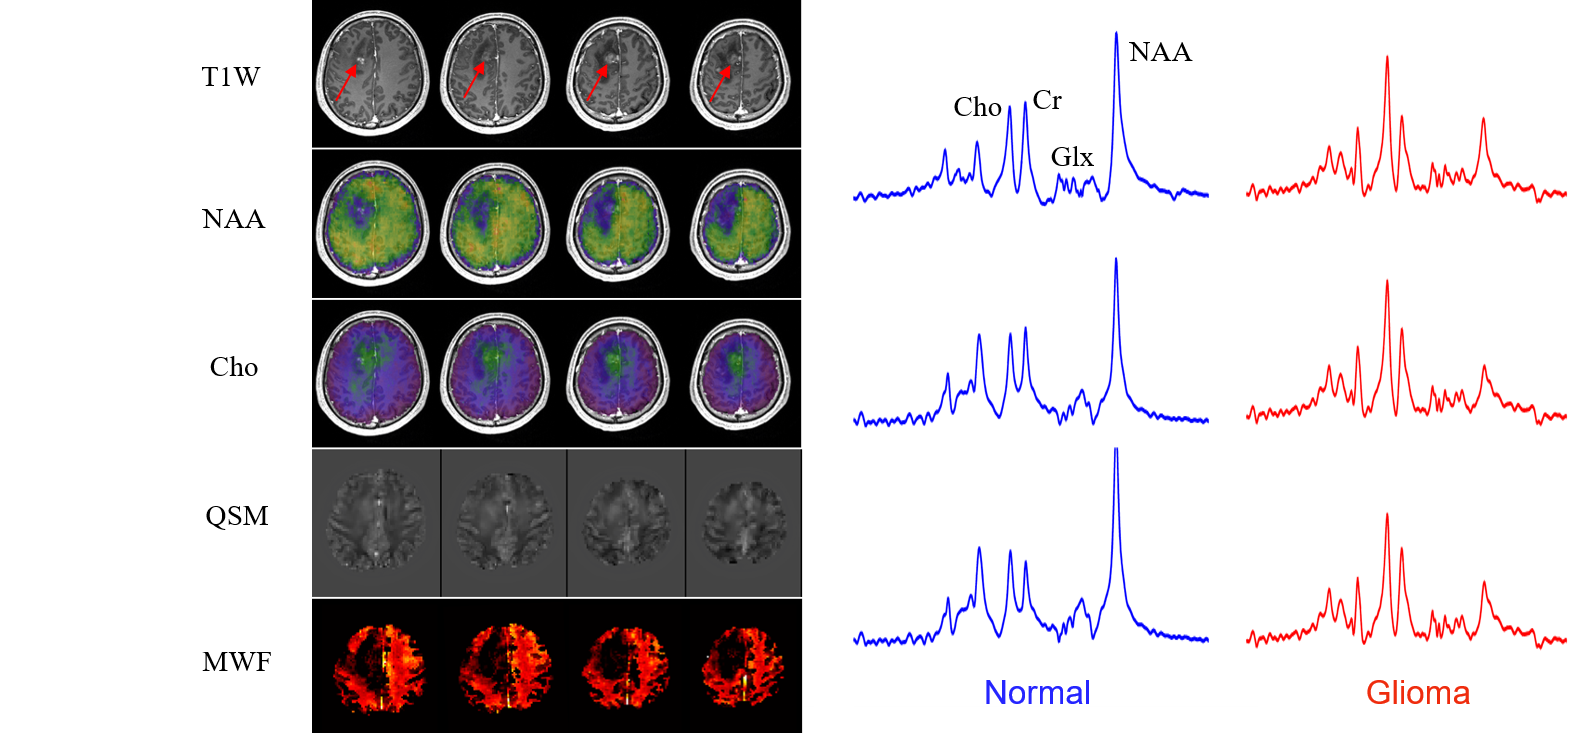 T1W
NAA
Cho
QSM
MWF
NAA
Cho
Cr
Glx
Normal
Glioma